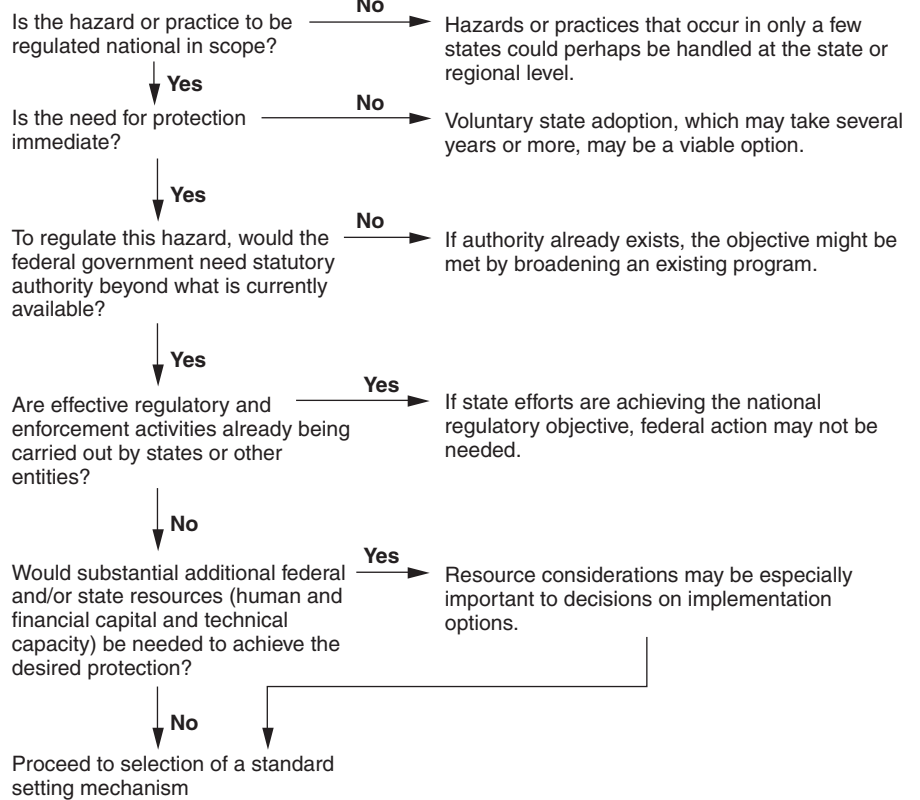 No
Is the hazard or practice to be
regulated national in scope?
Hazards or practices that occur in only a few
states could perhaps be handled at the state or
regional level.
Yes
No
Is the need for protection
immediate?
Voluntary state adoption, which may take several
years or more, may be a viable option.
Yes
No
To regulate this hazard, would the
federal government need statutory
authority beyond what is currently
available?
If authority already exists, the objective might be
met by broadening an existing program.
Yes
Yes
Are effective regulatory and
enforcement activities already being
carried out by states or other
entities?
If state efforts are achieving the national
regulatory objective, federal action may not be
needed.
No
Yes
Would substantial additional federal
and/or state resources (human and
financial capital and technical
capacity) be needed to achieve the
desired protection?
Resource considerations may be especially
important to decisions on implementation
options.
No
Proceed to selection of a standard
setting mechanism